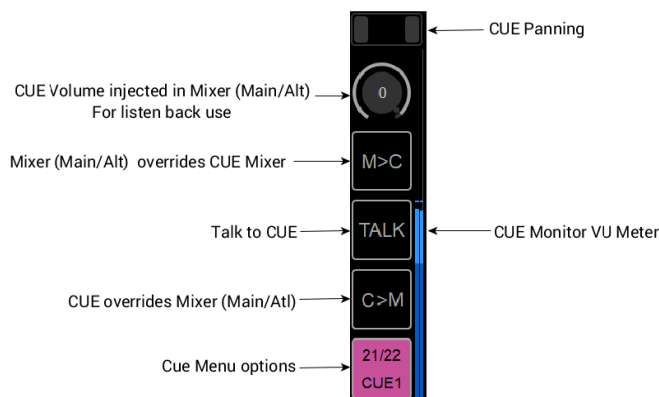 CUE Panning
CUE Volume injected in Mixer (Main/Alt)
For listen back use
0
Mixer (Main/Alt) overrides CUE Mixer
M>C
Talk to CUE
TALK
CUE Monitor VU Meter
CUE overrides Mixer (Main/Atl)
C>M
Cue Menu options
21/22
CUE1